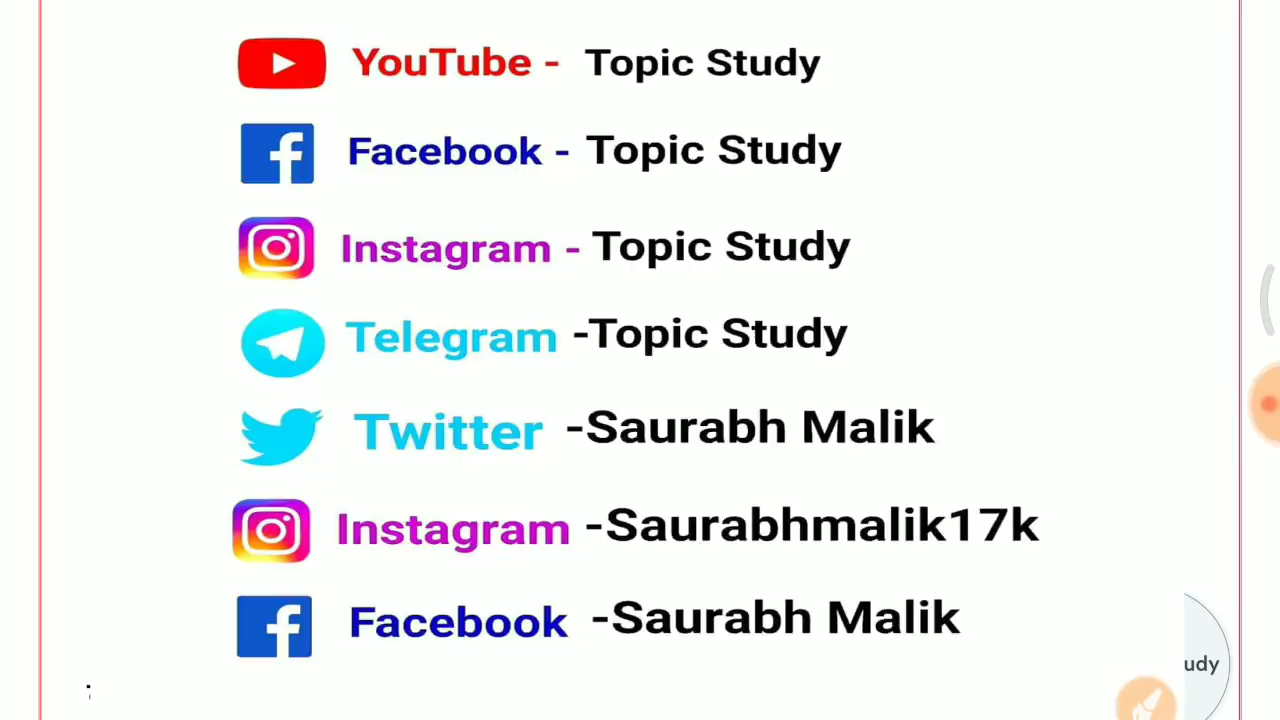 YouTube - Topic Study
Facebook - Topic Study
Instagram - Topic Study
Telegram -Topic Study
Twitter -Saurabh Malik
Instagram -Saurabhmalik17k
Facebook -Saurabh Malik
udy